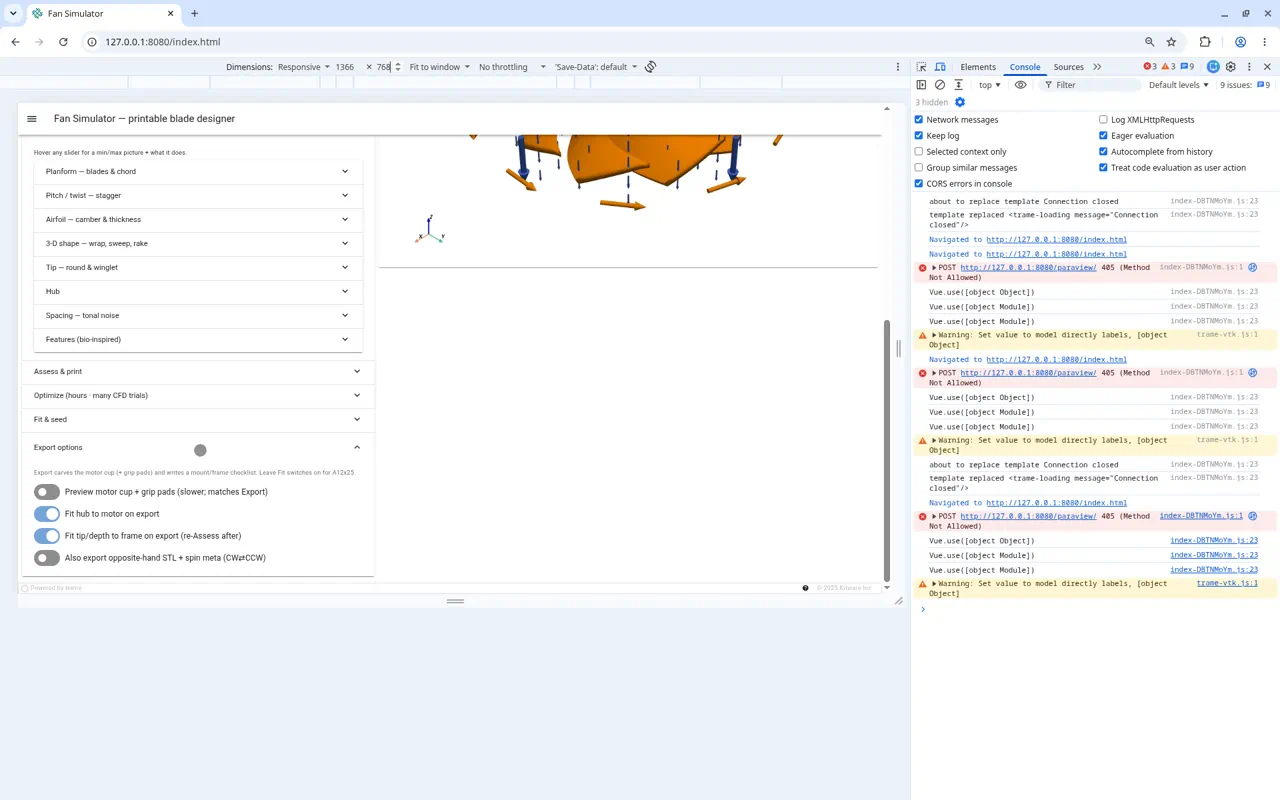 Fan Simulator
127.0.0.1:8080/index.html
Dimensions: Responsive 1366 × 768 Fit to window No throttling 'Save-Data': default
Elements Console Sources 3 3 9
top Filter Default levels 9 issues: 9
3 hidden
Network messages Log XMLHttpRequests
Keep log Eager evaluation
Selected context only Autocomplete from history
Group similar messages Treat code evaluation as user action
CORS errors in console
Fan Simulator — printable blade designer
Hover any slider for a min/max picture + what it does.
Planform — blades & chord
Pitch / twist — stagger
Airfoil — camber & thickness
3-D shape — wrap, sweep, rake
Tip — round & winglet
Hub
Spacing — tonal noise
Features (bio-inspired)
Assess & print
Optimize (hours · many CFD trials)
Fit & seed
Export options
Export carves the motor cup (+ grip pads) and writes a mount/frame checklist. Leave Fit switches on for A12x25.
Preview motor cup + grip pads (slower; matches Export)
Fit hub to motor on export
Fit tip/depth to frame on export (re-Assess after)
Also export opposite-hand STL + spin meta (CW⇄CCW)
Powered by trame
© 2025 Kitware Inc.
Z
X Y
about to replace template Connection closed index-DBTNMoYm.js:23
template replaced <trame-loading message="Connection index-DBTNMoYm.js:23
closed"/>
Navigated to http://127.0.0.1:8080/index.html
Navigated to http://127.0.0.1:8080/index.html
POST http://127.0.0.1:8080/paraview/ 405 (Method index-DBTNMoYm.js:1
Not Allowed)
Vue.use([object Object]) index-DBTNMoYm.js:23
Vue.use([object Module]) index-DBTNMoYm.js:23
Vue.use([object Module]) index-DBTNMoYm.js:23
Warning: Set value to model directly labels, [object trame-vtk.js:1
Object]
Navigated to http://127.0.0.1:8080/index.html
POST http://127.0.0.1:8080/paraview/ 405 (Method index-DBTNMoYm.js:1
Not Allowed)
Vue.use([object Object]) index-DBTNMoYm.js:23
Vue.use([object Module]) index-DBTNMoYm.js:23
Vue.use([object Module]) index-DBTNMoYm.js:23
Warning: Set value to model directly labels, [object trame-vtk.js:1
Object]
about to replace template Connection closed index-DBTNMoYm.js:23
template replaced <trame-loading message="Connection index-DBTNMoYm.js:23
closed"/>
Navigated to http://127.0.0.1:8080/index.html
POST http://127.0.0.1:8080/paraview/ 405 (Method index-DBTNMoYm.js:1
Not Allowed)
Vue.use([object Object]) index-DBTNMoYm.js:23
Vue.use([object Module]) index-DBTNMoYm.js:23
Vue.use([object Module]) index-DBTNMoYm.js:23
Warning: Set value to model directly labels, [object trame-vtk.js:1
Object]